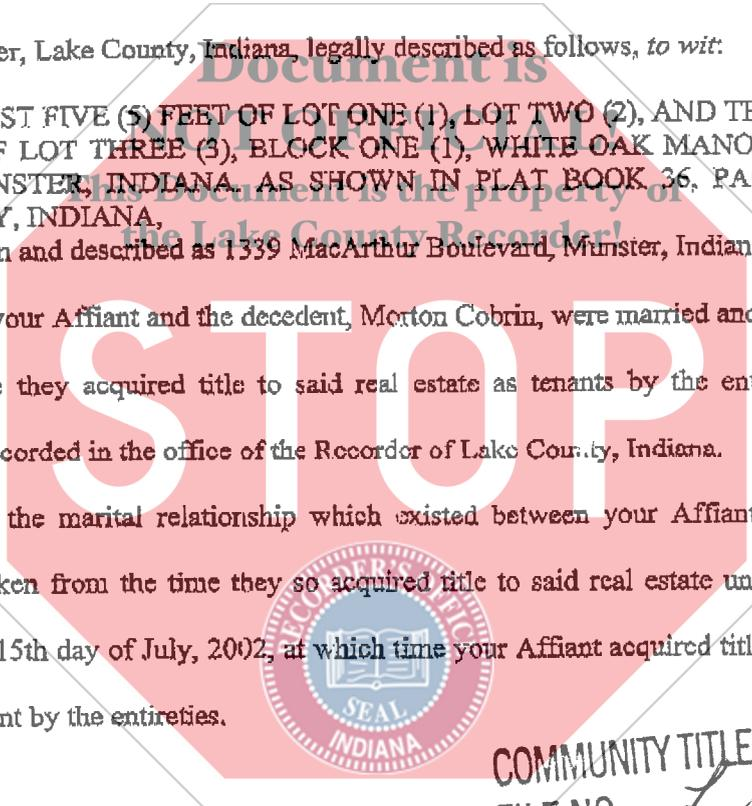 er, Lake County, Indiana, legally described as follows, to wit:
Document is
ST FIVE (5) FEET OF LOT ONE (1), LOT TWO (2), AND
NOT OFFICIAL!
F LOT THREE (3), BLOCK ONE (1), WHITE OAK MANO
NSTER, INDIANA. AS SHOWN IN PLAT BOOK 36, PA
This Document is the property of
Y, INDIANA,
the Lake County Recorder!
n and described as 1339 MacArthur Boulevard, Munster, Indian
your Affiant and the decedent, Morton Cobrin, were married and
STOP
they acquired title to said real estate as tenants by the ent
corded in the office of the Recorder of Lake County, Indiana.
the marital relationship which existed between your Affiant
ken from the time they so acquired title to said real estate un
15th day of July, 2002, at which time your Affiant acquired titl
nt by the entireties.
RECORDER'S OFFICE
SEAL
INDIANA
COMMUNITY TITLE